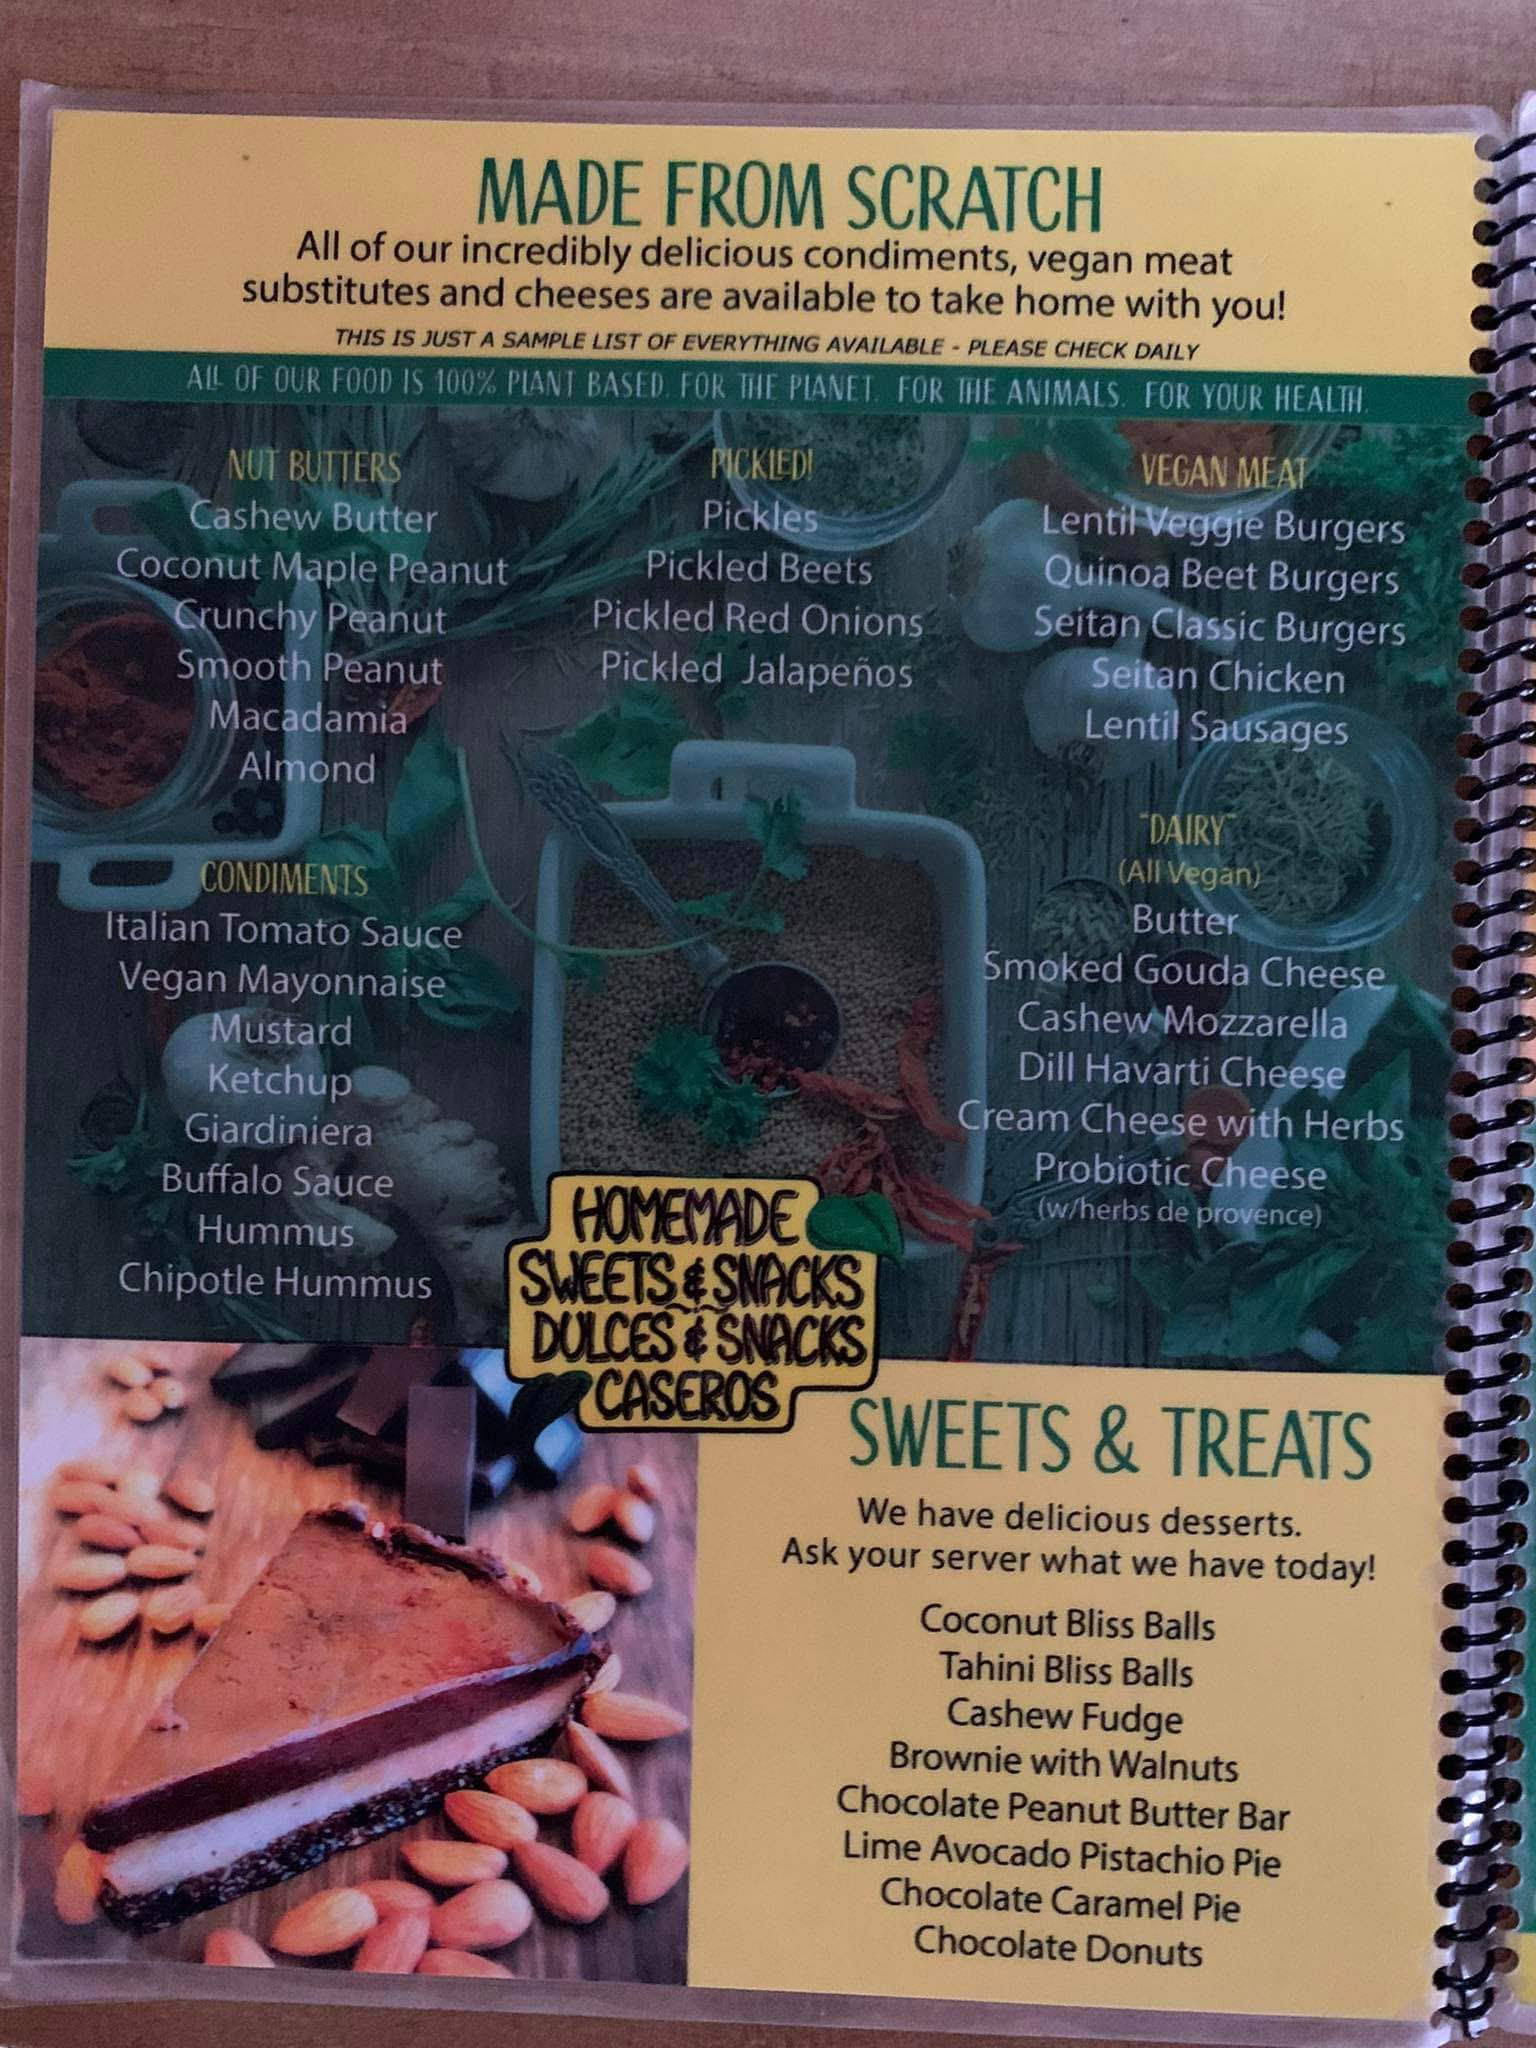 MADE FROM SCRATCH
All of our incredibly delicious condiments, vegan meat
substitutes and cheeses are available to take home with you!
THIS IS JUST A SAMPLE LIST OF EVERYTHING AVAILABLE - PLEASE CHECK DAILY
ALL OF OUR FOOD IS 100% PLANT BASED. FOR THE PLANET. FOR THE ANIMALS. FOR YOUR HEALTH.
NUT BUTTERS
Cashew Butter
Coconut Maple Peanut
Crunchy Peanut
Smooth Peanut
Macadamia
Almond
CONDIMENTS
Italian Tomato Sauce
Vegan Mayonnaise
Mustard
Ketchup
Giardiniera
Buffalo Sauce
Hummus
Chipotle Hummus
PICKLED!
Pickles
Pickled Beets
Pickled Red Onions
Pickled Jalapeños
VEGAN MEAT
Lentil Veggie Burgers
Quinoa Beet Burgers
Seitan Classic Burgers
Seitan Chicken
Lentil Sausages
"DAIRY"
(All Vegan)
Butter
Smoked Gouda Cheese
Cashew Mozzarella
Dill Havarti Cheese
Cream Cheese with Herbs
Probiotic Cheese
(w/herbs de provence)
HOMEMADE
SWEETS & SNACKS
DULCES & SNACKS
CASEROS
SWEETS & TREATS
We have delicious desserts.
Ask your server what we have today!
Coconut Bliss Balls
Tahini Bliss Balls
Cashew Fudge
Brownie with Walnuts
Chocolate Peanut Butter Bar
Lime Avocado Pistachio Pie
Chocolate Caramel Pie
Chocolate Donuts